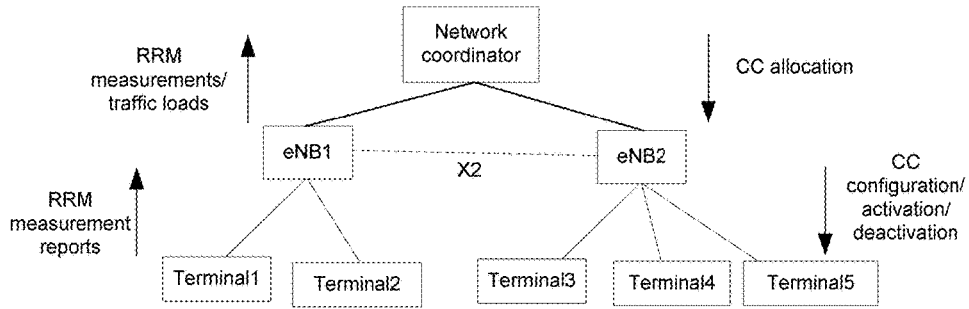 Network
coordinator
RRM
measurements/
traffic loads
CC allocation
eNB1
eNB2
X2
RRM
measurement
reports
CC
configuration/
activation/
deactivation
Terminal1
Terminal2
Terminal3
Terminal4
Terminal5